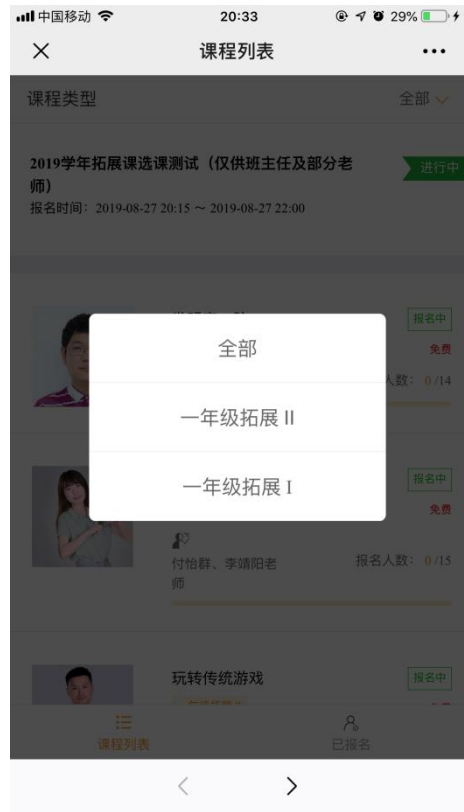 中国移动 20:33 29%
课程列表
课程类型 全部
2019学年拓展课选课测试（仅供班主任及部分老
师）
进行中
报名时间：2019-08-27 20:15 ～ 2019-08-27 22:00
报名中
免费
人数： 0/14
全部
一年级拓展 II
一年级拓展 I
报名中
免费
付怡群、李靖阳老
师
报名人数： 0/15
玩转传统游戏
报名中
课程列表 已报名